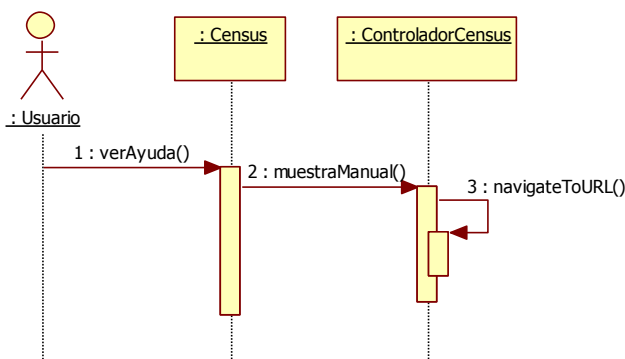 : Census
: ControladorCensus
: Usuario
1 : verAyuda()
2 : muestraManual()
3 : navigateToURL()